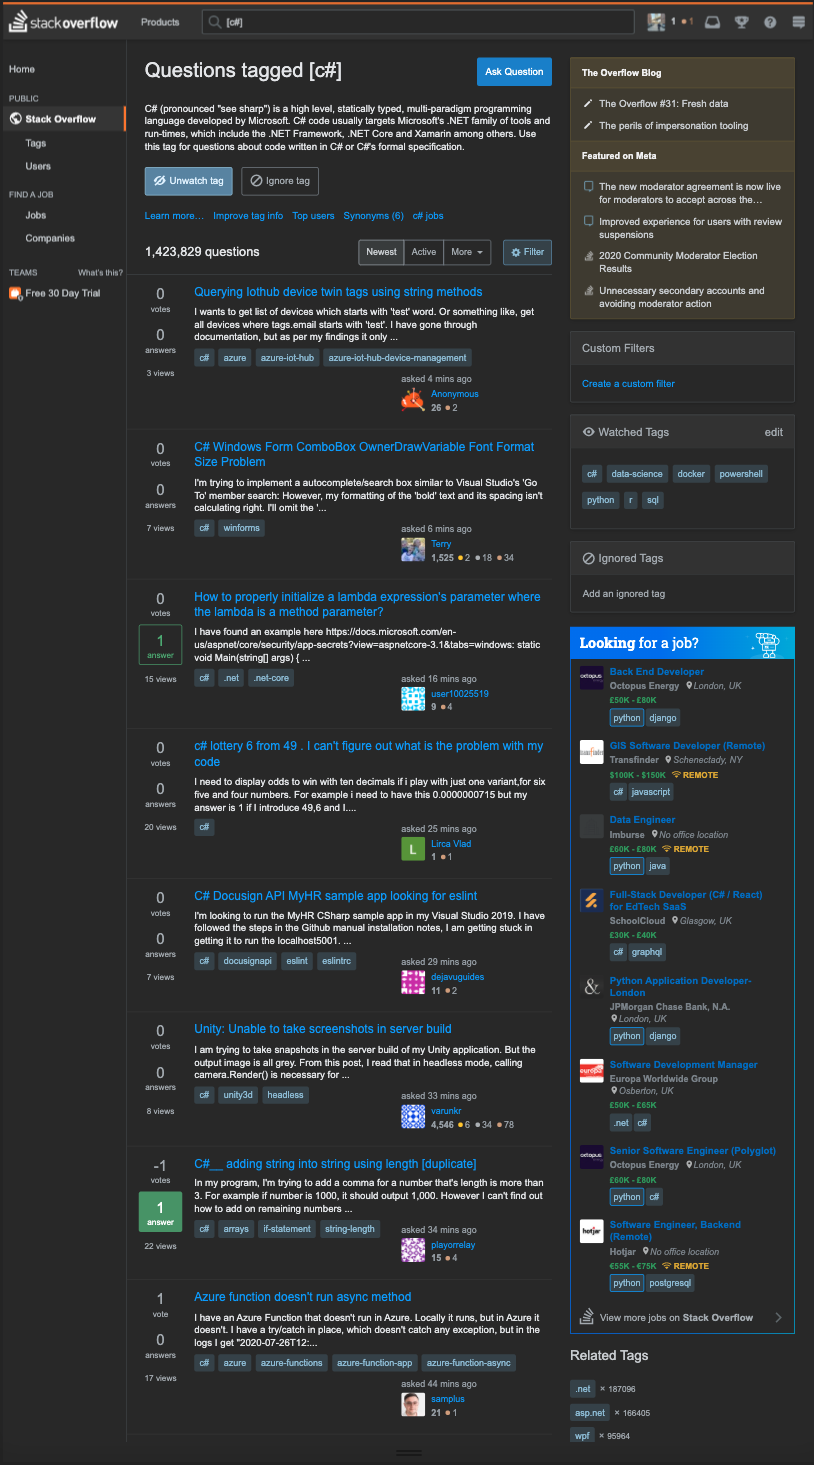 stackoverflow
Products
[c#]
1 1
Home
PUBLIC
Stack Overflow
Tags
Users
FIND A JOB
Jobs
Companies
TEAMS What's this?
Free 30 Day Trial
Questions tagged [c#]
Ask Question
C# (pronounced "see sharp") is a high level, statically typed, multi-paradigm programming
language developed by Microsoft. C# code usually targets Microsoft's .NET family of tools and
run-times, which include the .NET Framework, .NET Core and Xamarin among others. Use
this tag for questions about code written in C# or C#'s formal specification.
Unwatch tag Ignore tag
Learn more… Improve tag info Top users Synonyms (6) c# jobs
1,423,829 questions
Newest Active More Filter
0
votes
0
answers
3 views
Querying Iothub device twin tags using string methods
I wants to get list of devices which starts with 'test' word. Or something like, get
all devices where tags.email starts with 'test'. I have gone through
documentation, but as per my findings it only ...
c# azure azure-iot-hub azure-iot-hub-device-management
asked 4 mins ago
Anonymous
26 2
0
votes
0
answers
7 views
C# Windows Form ComboBox OwnerDrawVariable Font Format
Size Problem
I'm trying to implement a autocomplete/search box similar to Visual Studio's 'Go
To' member search: However, my formatting of the 'bold' text and its spacing isn't
calculating right. I'll omit the '...
c# winforms
asked 6 mins ago
Terry
1,525 2 18 34
0
votes
1
answer
15 views
How to properly initialize a lambda expression's parameter where
the lambda is a method parameter?
I have found an example here https://docs.microsoft.com/en-
us/aspnet/core/security/app-secrets?view=aspnetcore-3.1&tabs=windows: static
void Main(string[] args) { ...
c# .net .net-core
asked 16 mins ago
user10025519
9 4
0
votes
0
answers
20 views
c# lottery 6 from 49 . I can't figure out what is the problem with my
code
I need to display odds to win with ten decimals if i play with just one variant,for six
five and four numbers. For example i need to have this 0.0000000715 but my
answer is 1 if I introduce 49,6 and I....
c#
asked 25 mins ago
L
Lirca Vlad
1 1
0
votes
0
answers
7 views
C# Docusign API MyHR sample app looking for eslint
I'm looking to run the MyHR CSharp sample app in my Visual Studio 2019. I have
followed the steps in the Github manual installation notes, I am getting stuck in
getting it to run the localhost5001. ...
c# docusignapi eslint eslintrc
asked 29 mins ago
dejavuguides
11 2
0
votes
0
answers
8 views
Unity: Unable to take screenshots in server build
I am trying to take snapshots in the server build of my Unity application. But the
output image is all grey. From this post, I read that in headless mode, calling
camera.Render() is necessary for ...
c# unity3d headless
asked 33 mins ago
varunkr
4,546 6 34 78
-1
votes
1
answer
22 views
C#__ adding string into string using length [duplicate]
In my program, I'm trying to add a comma for a number that's length is more than
3. For example if number is 1000, it should output 1,000. However I can't find out
how to add on remaining numbers ...
c# arrays if-statement string-length
asked 34 mins ago
playorrelay
15 4
1
vote
0
answers
17 views
Azure function doesn't run async method
I have an Azure Function that doesn't run in Azure. Locally it runs, but in Azure it
doesn't. I have a try/catch in place, which doesn't catch any exception, but in the
logs I get "2020-07-26T12:...
c# azure azure-functions azure-function-app azure-function-async
asked 44 mins ago
samplus
21 1
The Overflow Blog
The Overflow #31: Fresh data
The perils of impersonation tooling
Featured on Meta
The new moderator agreement is now live
for moderators to accept across the…
Improved experience for users with review
suspensions
2020 Community Moderator Election
Results
Unnecessary secondary accounts and
avoiding moderator action
Custom Filters
Create a custom filter
Watched Tags edit
c# data-science docker powershell
python r sql
Ignored Tags
Add an ignored tag
Looking for a job?
octopus
Back End Developer
Octopus Energy London, UK
£50K - £80K
python django
transfinder
GIS Software Developer (Remote)
Transfinder Schenectady, NY
$100K - $150K REMOTE
c# javascript
Data Engineer
Imburse No office location
£60K - £80K REMOTE
python java
Full-Stack Developer (C# / React)
for EdTech SaaS
SchoolCloud Glasgow, UK
£30K - £40K
c# graphql
&
Python Application Developer-
London
JPMorgan Chase Bank, N.A.
London, UK
python django
europa
Software Development Manager
Europa Worldwide Group
Osberton, UK
£50K - £65K
.net c#
octopus
Senior Software Engineer (Polyglot)
Octopus Energy London, UK
£60K - £80K
python c#
hotjar
Software Engineer, Backend
(Remote)
Hotjar No office location
€55K - €75K REMOTE
python postgresql
View more jobs on Stack Overflow
Related Tags
.net × 187096
asp.net × 166405
wpf × 95964